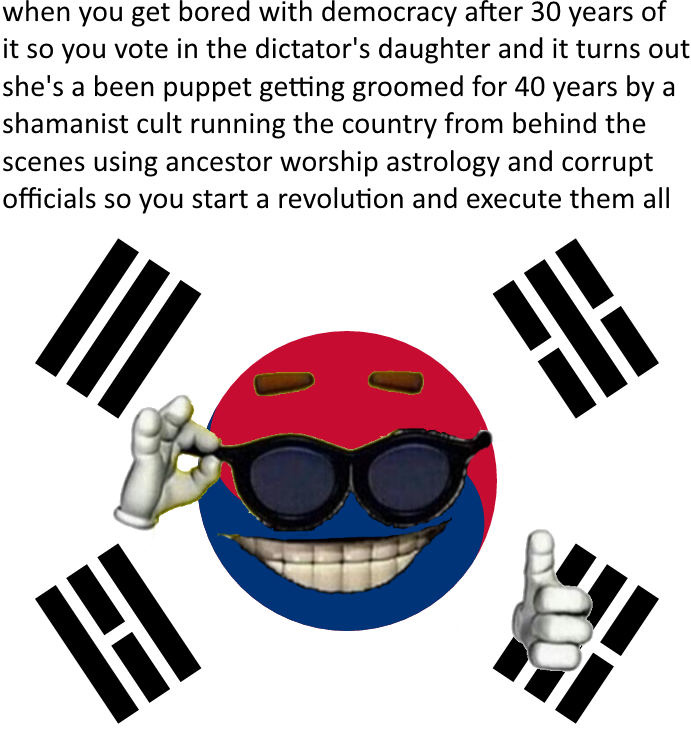 when you get bored with democracy after 30 years of
it so you vote in the dictator's daughter and it turns out
she's a been puppet getting groomed for 40 years by a
shamanist cult running the country from behind the
scenes using ancestor worship astrology and corrupt
officials so you start a revolution and execute them all